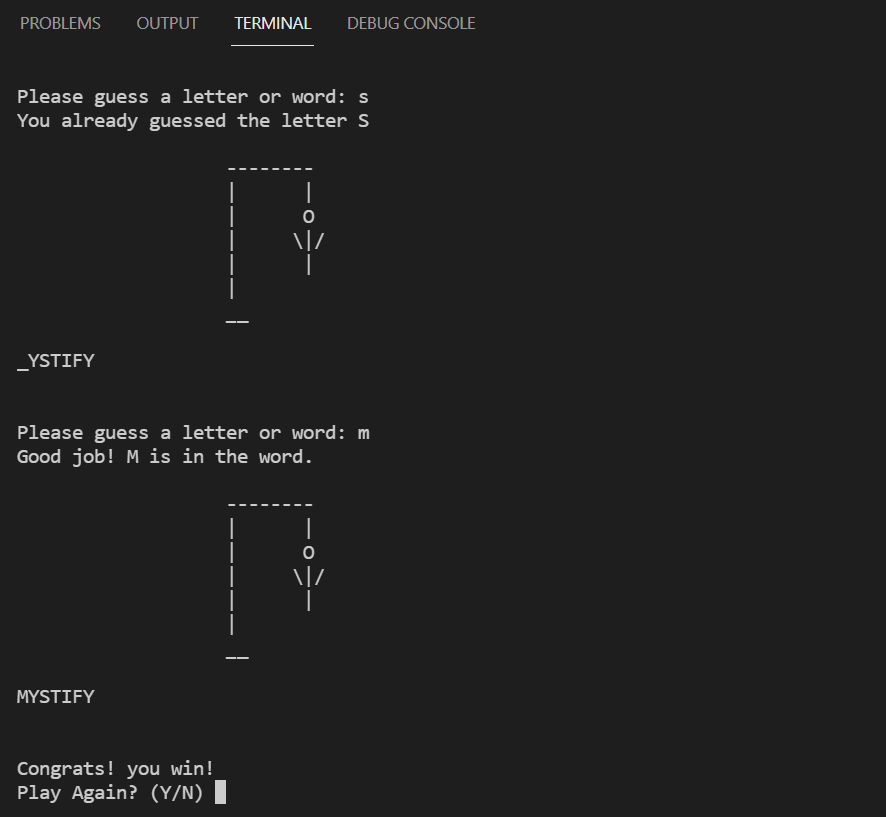 PROBLEMS OUTPUT TERMINAL DEBUG CONSOLE
Please guess a letter or word: s
You already guessed the letter S
--------
|      |
|      O
|     \|/
|      |
|
__
_YSTIFY
Please guess a letter or word: m
Good job! M is in the word.
--------
|      |
|      O
|     \|/
|      |
|
__
MYSTIFY
Congrats! you win!
Play Again? (Y/N)